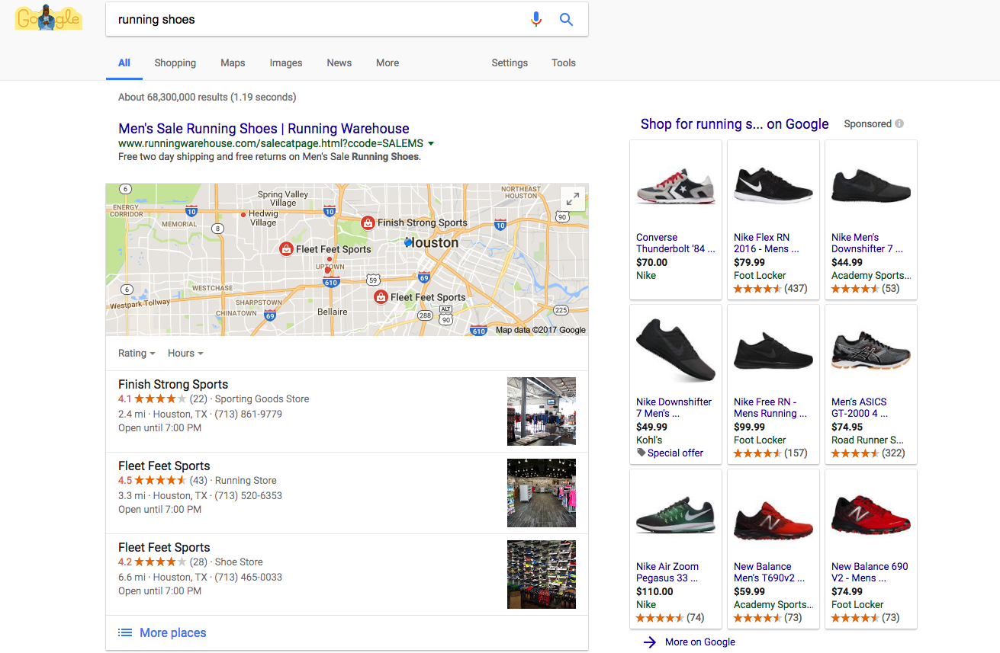 Google
running shoes
All Shopping Maps Images News More Settings Tools
About 68,300,000 results (1.19 seconds)
Men's Sale Running Shoes | Running Warehouse
www.runningwarehouse.com/salecatpage.html?ccode=SALEMS
Free two day shipping and free returns on Men's Sale Running Shoes.
6
ENERGY
CORRIDOR
10
MEMORIAL
8
Spring Valley
Village
Hedwig
Village
10
Finish Strong Sports
NORTHEAST
HOUSTON
90
10
Houston
Fleet Feet Sports
UPTOWN
610
59
69
6
WESTCHASE
Westpark Tollway
SHARPSTOWN
CHINATOWN
69
Bellaire
Fleet Feet Sports
ALT
90
288
225
610
Map data ©2017 Google
Rating Hours
Finish Strong Sports
4.1 (22) · Sporting Goods Store
2.4 mi · Houston, TX · (713) 861-9779
Open until 7:00 PM
Fleet Feet Sports
4.5 (43) · Running Store
3.3 mi · Houston, TX · (713) 520-6353
Open until 7:00 PM
Fleet Feet Sports
4.2 (28) · Shoe Store
6.6 mi · Houston, TX · (713) 465-0033
Open until 7:00 PM
More places
Shop for running s... on Google Sponsored
Converse
Thunderbolt '84 ...
$70.00
Nike
Nike Flex RN
2016 - Mens ...
$79.99
Foot Locker
(437)
Nike Men's
Downshifter 7 ...
$44.99
Academy Sports...
(53)
Nike Downshifter
7 Men's ...
$49.99
Kohl's
Special offer
Nike Free RN -
Mens Running ...
$99.99
Foot Locker
(157)
Men's ASICS
GT-2000 4 ...
$74.95
Road Runner S...
(322)
Nike Air Zoom
Pegasus 33 ...
$110.00
Nike
(74)
New Balance
Men's T690v2 ...
$59.99
Academy Sports...
(73)
New Balance 690
V2 - Mens ...
$74.99
Foot Locker
(73)
More on Google